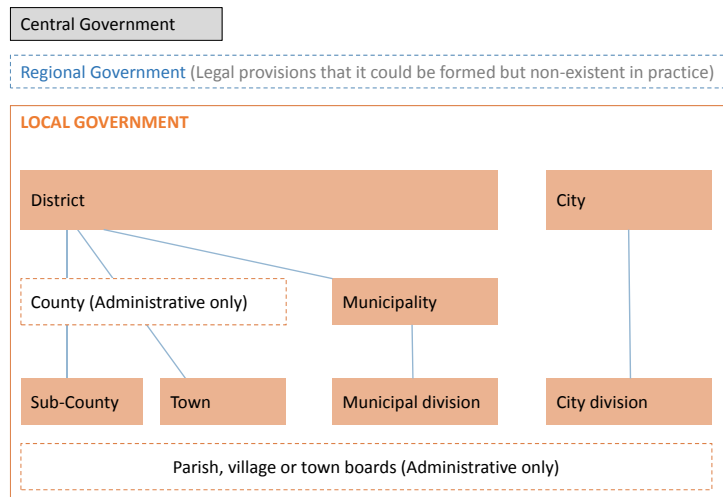 Central Government
Regional Government (Legal provisions that it could be formed but non-existent in practice)
LOCAL GOVERNMENT
District
City
County (Administrative only)
Municipality
Sub-County
Town
Municipal division
City division
Parish, village or town boards (Administrative only)